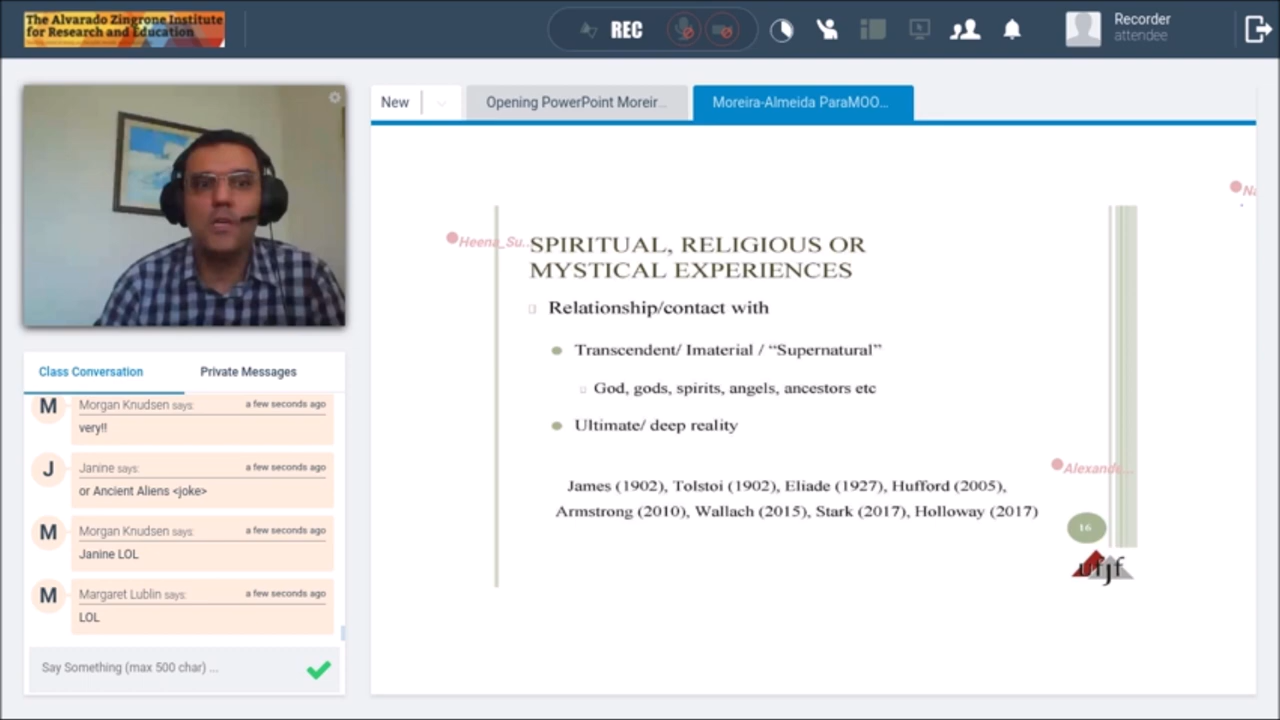 The Alvarado Zingrone Institute
for Research and Education
REC
Recorder
attendee
New
Opening PowerPoint Moreir...
Moreira-Almeida ParaMOO...
Class Conversation
Private Messages
M
Morgan Knudsen says:
a few seconds ago
very!!
J
Janine says:
a few seconds ago
or Ancient Aliens <joke>
M
Morgan Knudsen says:
a few seconds ago
Janine LOL
M
Margaret Lublin says:
a few seconds ago
LOL
Say Something (max 500 char) ...
Na
Heena_Su...
SPIRITUAL, RELIGIOUS OR
MYSTICAL EXPERIENCES
Relationship/contact with
Transcendent/ Imaterial / “Supernatural”
God, gods, spirits, angels, ancestors etc
Ultimate/ deep reality
Alexand...
James (1902), Tolstoi (1902), Eliade (1927), Hufford (2005),
Armstrong (2010), Wallach (2015), Stark (2017), Holloway (2017)
16
ufjf